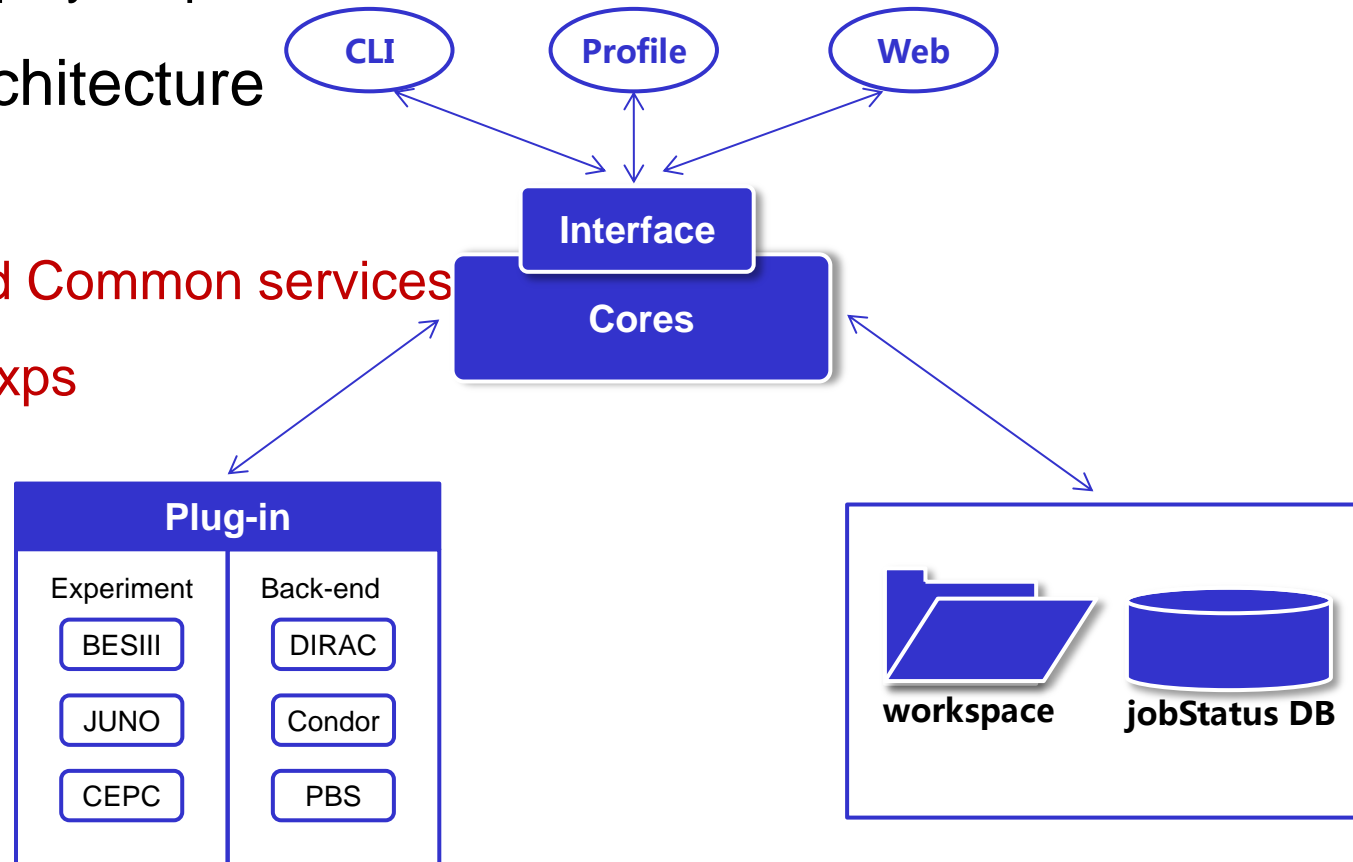 CLI Profile Web
chitecture
Interface
d Common services
Cores
xps
Plug-in
Experiment Back-end
BESIII DIRAC
JUNO Condor
CEPC PBS
workspace jobStatus DB